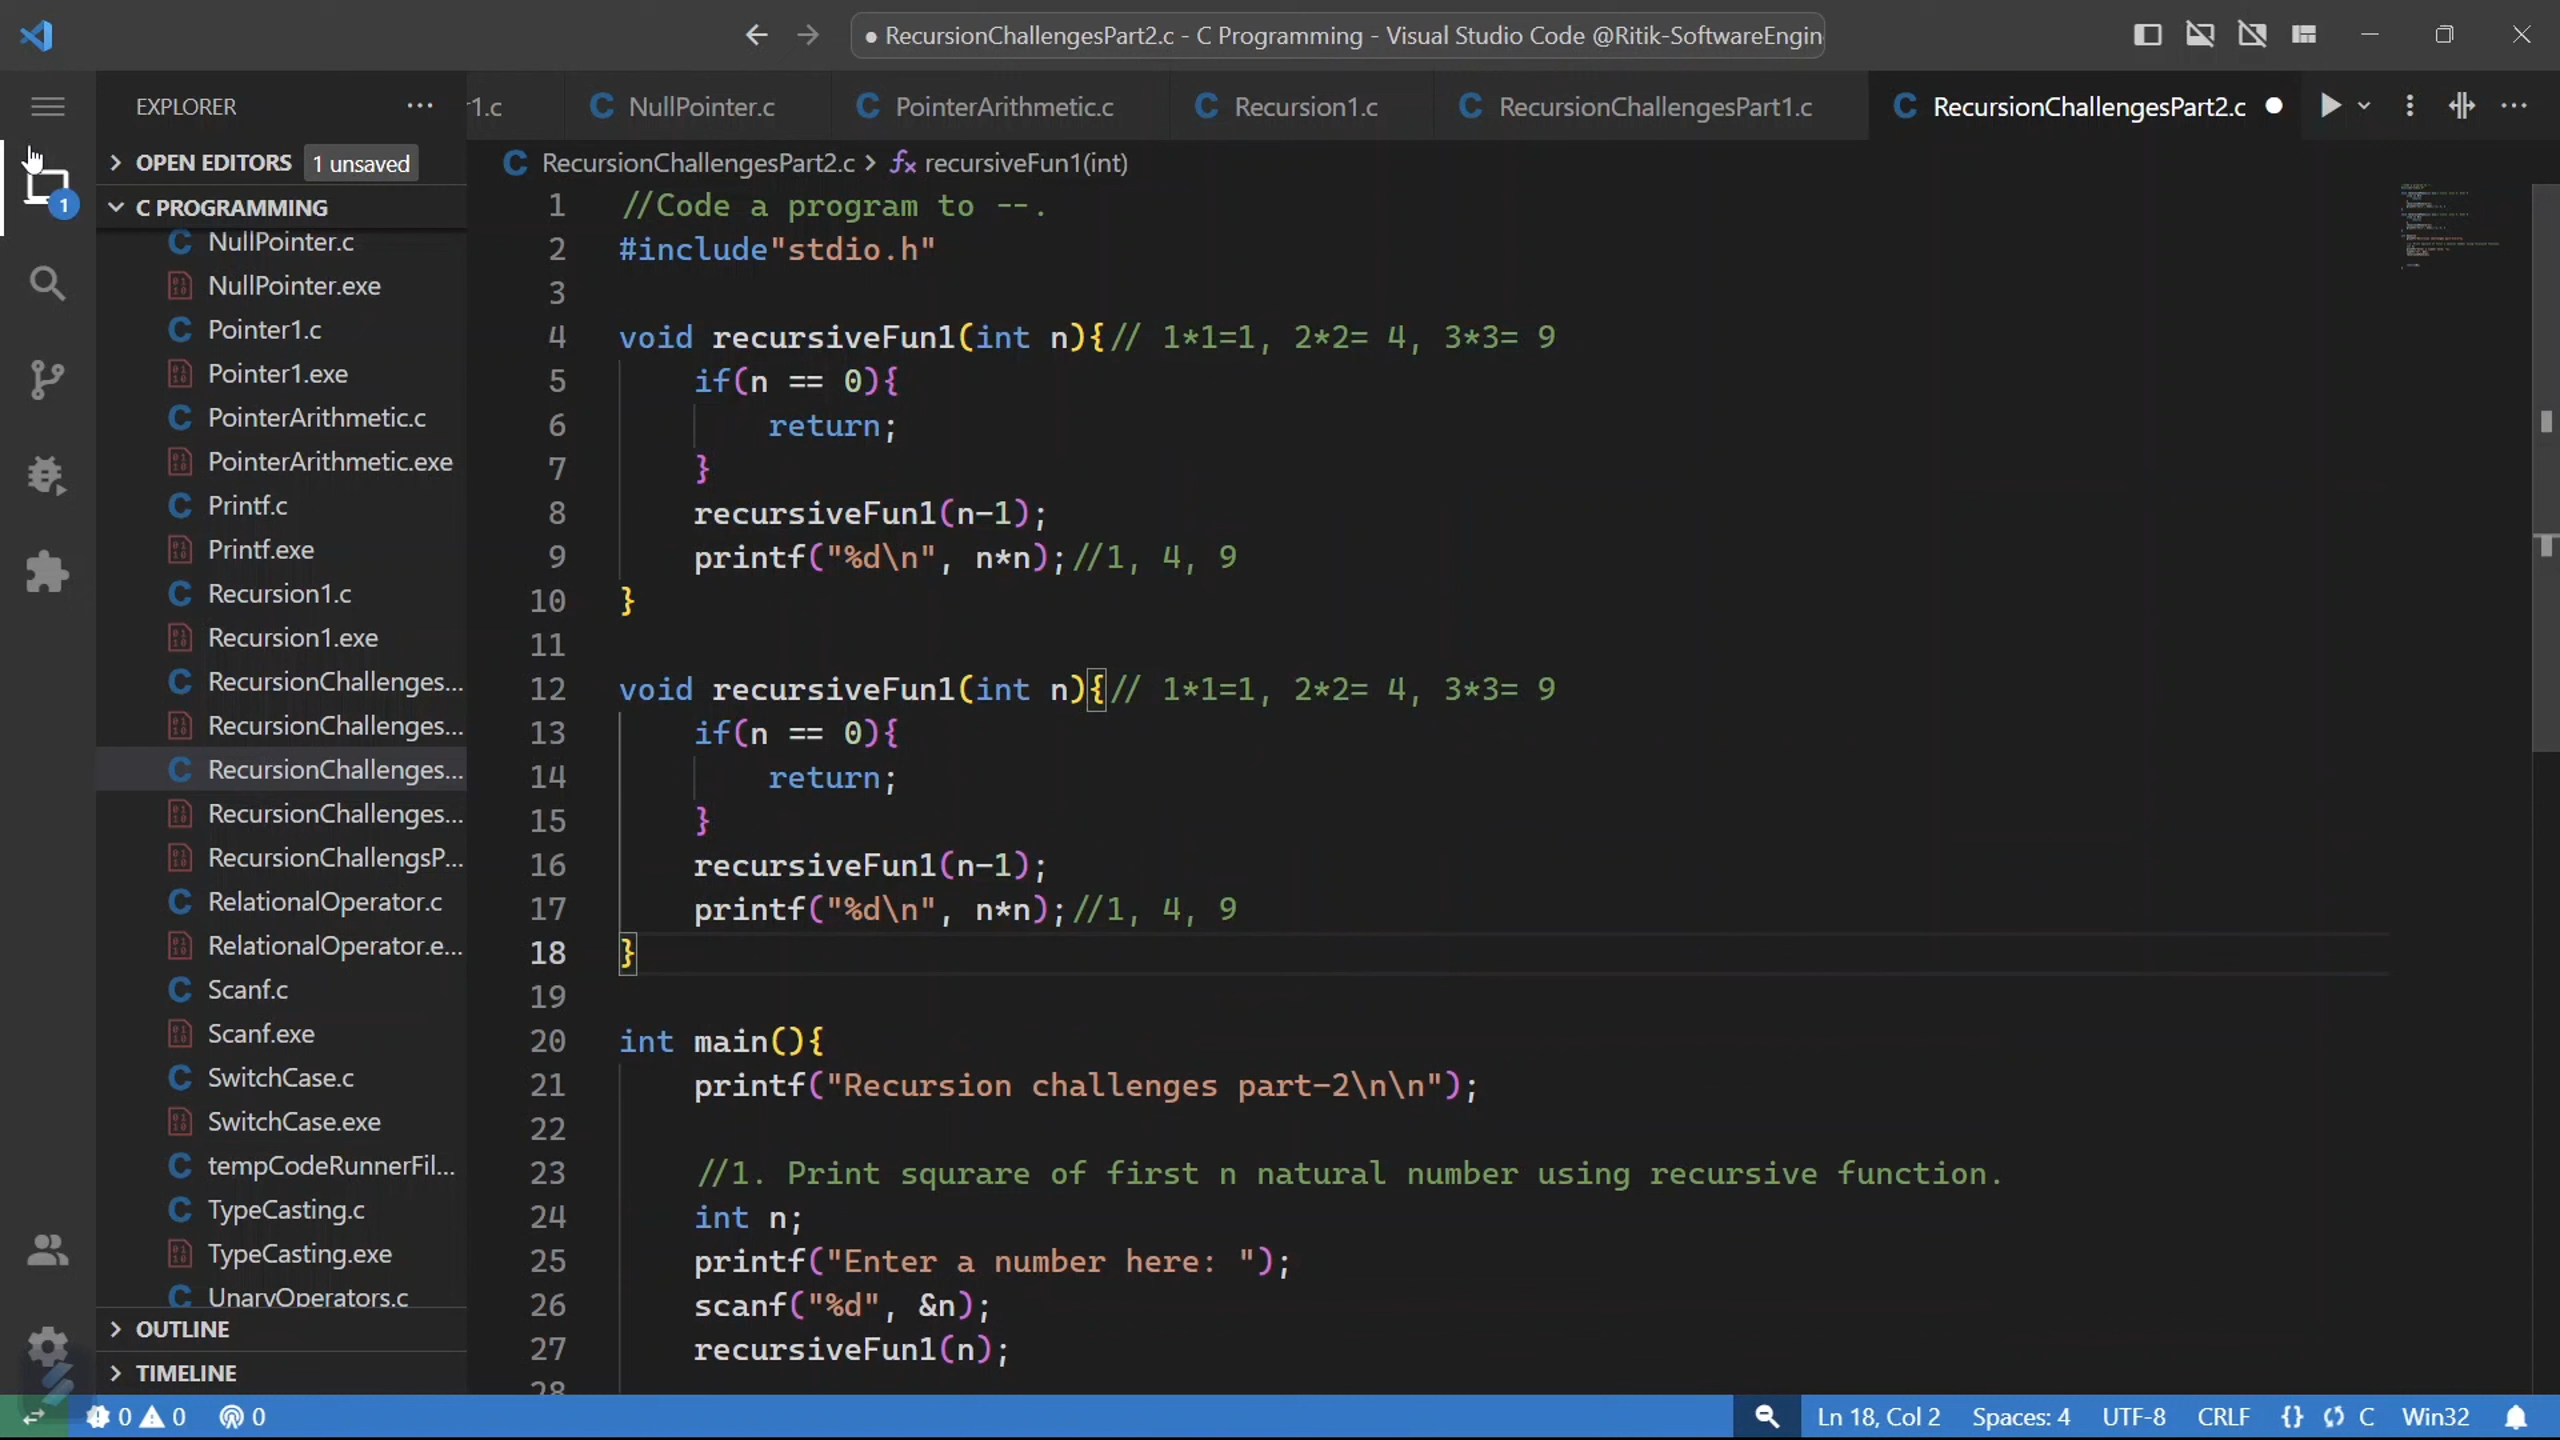 ● RecursionChallengesPart2.c - C Programming - Visual Studio Code @Ritik-SoftwareEngin
EXPLORER ···
r1.c
NullPointer.c
PointerArithmetic.c
Recursion1.c
RecursionChallengesPart1.c
RecursionChallengesPart2.c
OPEN EDITORS 1 unsaved
1
C PROGRAMMING
NullPointer.c
NullPointer.exe
Pointer1.c
Pointer1.exe
PointerArithmetic.c
PointerArithmetic.exe
Printf.c
Printf.exe
Recursion1.c
Recursion1.exe
RecursionChallenges...
RecursionChallenges...
RecursionChallenges...
RecursionChallenges...
RecursionChallengsP...
RelationalOperator.c
RelationalOperator.e...
Scanf.c
Scanf.exe
SwitchCase.c
SwitchCase.exe
tempCodeRunnerFil...
TypeCasting.c
TypeCasting.exe
UnaryOperators.c
OUTLINE
TIMELINE
RecursionChallengesPart2.c > recursiveFun1(int)
1 //Code a program to --.
2 #include"stdio.h"
3
4 void recursiveFun1(int n){// 1*1=1, 2*2= 4, 3*3= 9
5 if(n == 0){
6 return;
7 }
8 recursiveFun1(n-1);
9 printf("%d\n", n*n);//1, 4, 9
10 }
11
12 void recursiveFun1(int n){// 1*1=1, 2*2= 4, 3*3= 9
13 if(n == 0){
14 return;
15 }
16 recursiveFun1(n-1);
17 printf("%d\n", n*n);//1, 4, 9
18 }
19
20 int main(){
21 printf("Recursion challenges part-2\n\n");
22
23 //1. Print squrare of first n natural number using recursive function.
24 int n;
25 printf("Enter a number here: ");
26 scanf("%d", &n);
27 recursiveFun1(n);
28
0 0 0 Ln 18, Col 2 Spaces: 4 UTF-8 CRLF {} C Win32